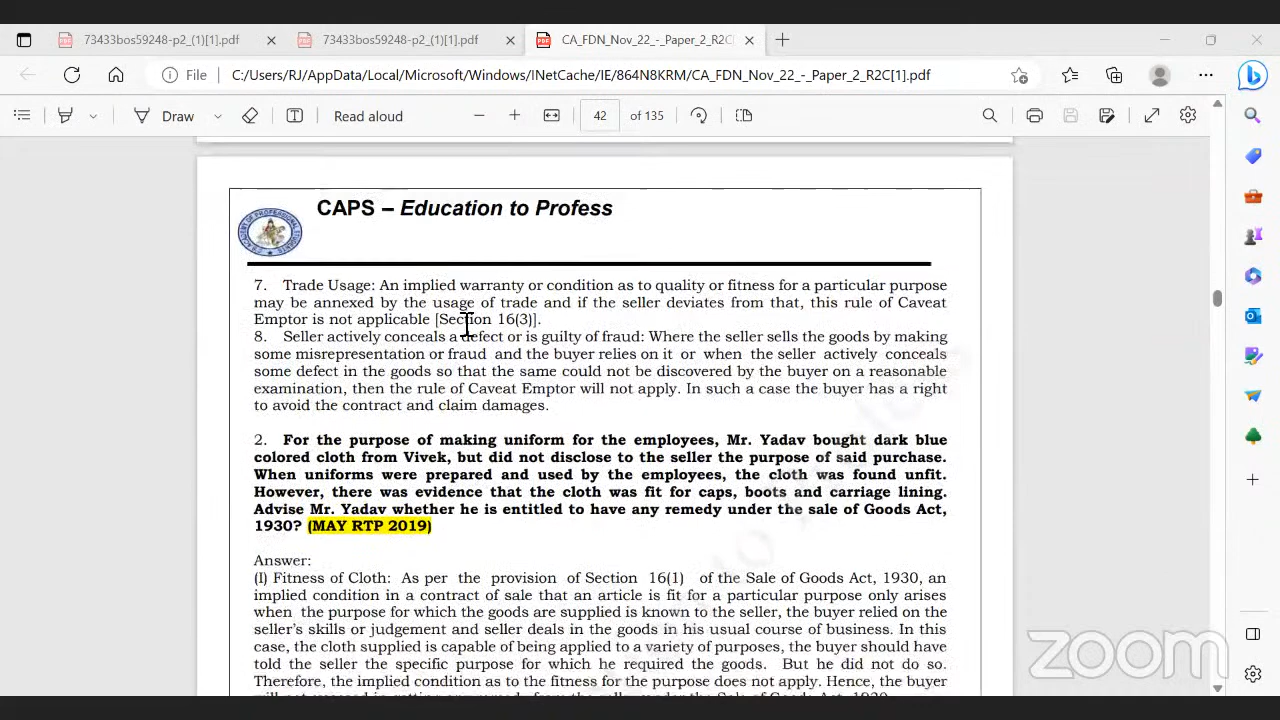 73433bos59248-p2_(1)[1].pdf
73433bos59248-p2_(1)[1].pdf
CA_FDN_Nov_22_-_Paper_2_R2C
File
C:/Users/RJ/AppData/Local/Microsoft/Windows/INetCache/IE/864N8KRM/CA_FDN_Nov_22_-_Paper_2_R2C[1].pdf
Draw
Read aloud
42
of 135
CAPS – Education to Profess
7. Trade Usage: An implied warranty or condition as to quality or fitness for a particular purpose
may be annexed by the usage of trade and if the seller deviates from that, this rule of Caveat
Emptor is not applicable [Section 16(3)].
8. Seller actively conceals a defect or is guilty of fraud: Where the seller sells the goods by making
some misrepresentation or fraud and the buyer relies on it or when the seller actively conceals
some defect in the goods so that the same could not be discovered by the buyer on a reasonable
examination, then the rule of Caveat Emptor will not apply. In such a case the buyer has a right
to avoid the contract and claim damages.
2. For the purpose of making uniform for the employees, Mr. Yadav bought dark blue
colored cloth from Vivek, but did not disclose to the seller the purpose of said purchase.
When uniforms were prepared and used by the employees, the cloth was found unfit.
However, there was evidence that the cloth was fit for caps, boots and carriage lining.
Advise Mr. Yadav whether he is entitled to have any remedy under the sale of Goods Act,
1930? (MAY RTP 2019)
Answer:
(I) Fitness of Cloth: As per the provision of Section 16(1) of the Sale of Goods Act, 1930, an
implied condition in a contract of sale that an article is fit for a particular purpose only arises
when the purpose for which the goods are supplied is known to the seller, the buyer relied on the
seller's skills or judgement and seller deals in the goods in his usual course of business. In this
case, the cloth supplied is capable of being applied to a variety of purposes, the buyer should have
told the seller the specific purpose for which he required the goods. But he did not do so.
Therefore, the implied condition as to the fitness for the purpose does not apply. Hence, the buyer
zoom